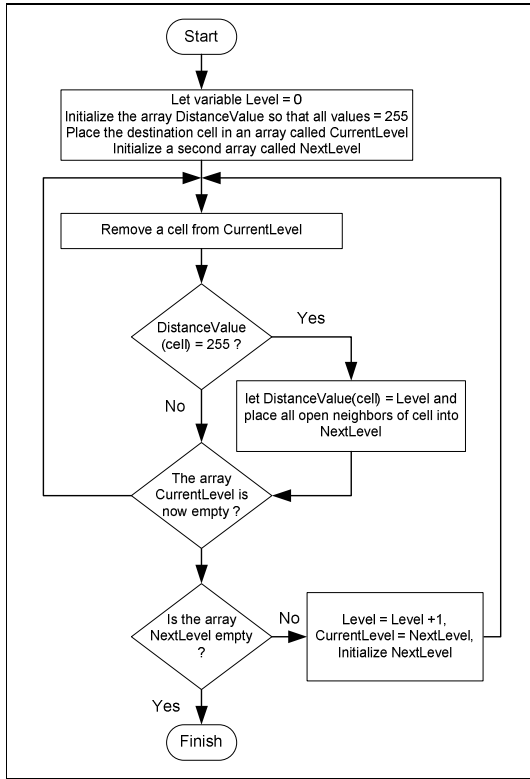 Start
Let variable Level = 0
Initialize the array DistanceValue so that all values = 255
Place the destination cell in an array called CurrentLevel
Initialize a second array called NextLevel
Remove a cell from CurrentLevel
DistanceValue
(cell) = 255 ?
Yes
No
let DistanceValue(cell) = Level and
place all open neighbors of cell into
NextLevel
The array
CurrentLevel is
now empty ?
Is the array
NextLevel empty
?
No
Level = Level +1,
CurrentLevel = NextLevel,
Initialize NextLevel
Yes
Finish